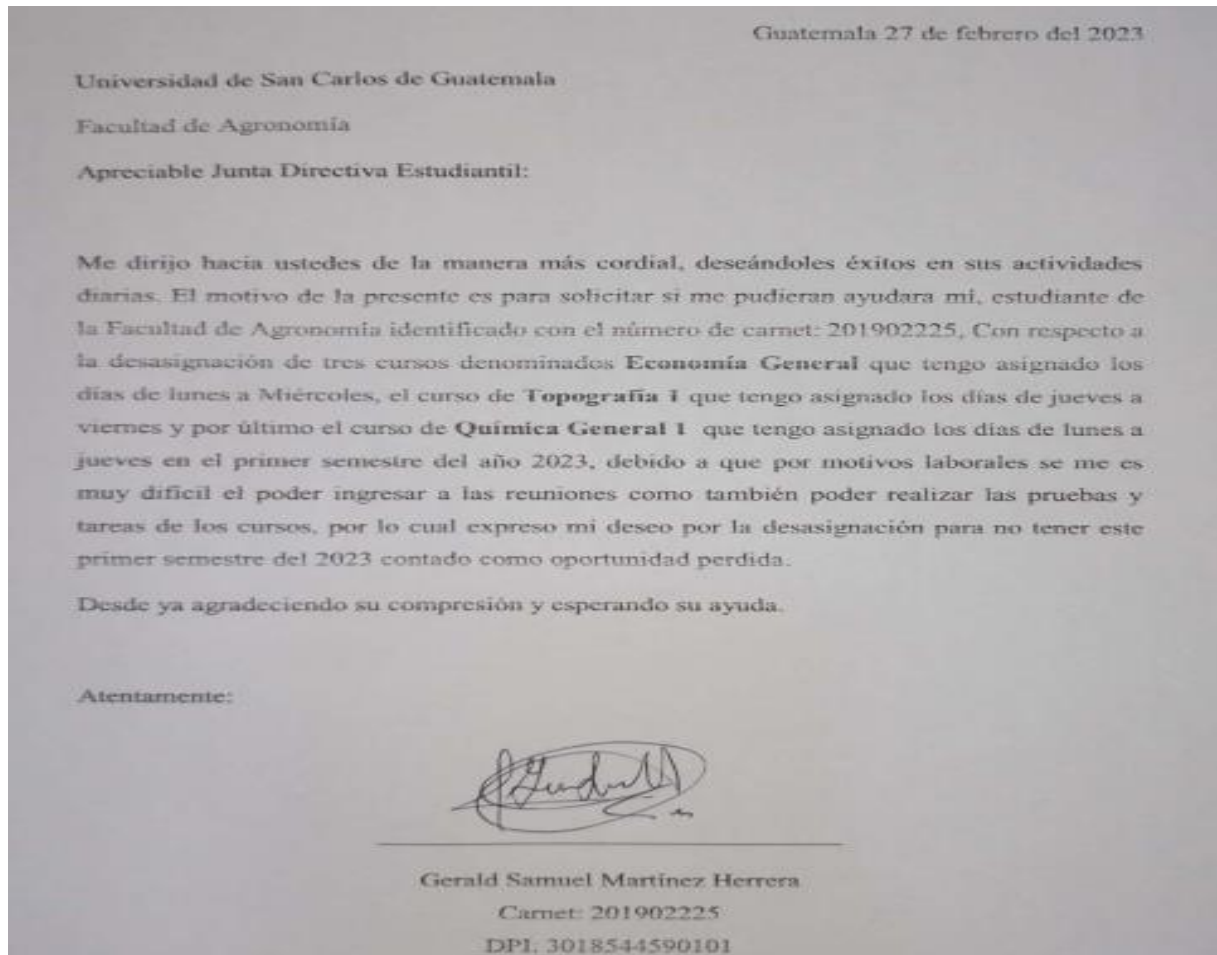 Guatemala 27 de febrero del 2023
Universidad de San Carlos de Guatemala
Facultad de Agronomía
Apreciable Junta Directiva Estudiantil:
Me dirijo hacia ustedes de la manera más cordial, deseándoles éxitos en sus actividades
diarias. El motivo de la presente es para solicitar si me pudieran ayudara mi, estudiante de
la Facultad de Agronomía identificado con el número de carnet: 201902225, Con respecto a
la desasignación de tres cursos denominados Economía General que tengo asignado los
días de lunes a Miércoles, el curso de Topografía 1 que tengo asignado los días de jueves a
viernes y por último el curso de Química General 1 que tengo asignado los días de lunes a
jueves en el primer semestre del año 2023, debido a que por motivos laborales se me es
muy difícil el poder ingresar a las reuniones como también poder realizar las pruebas y
tareas de los cursos, por lo cual expreso mi deseo por la desasignación para no tener este
primer semestre del 2023 contado como oportunidad perdida.
Desde ya agradeciendo su compresión y esperando su ayuda.
Atentamente:
Gerald Samuel Martínez Herrera
Carnet: 201902225
DPI. 3018544590101